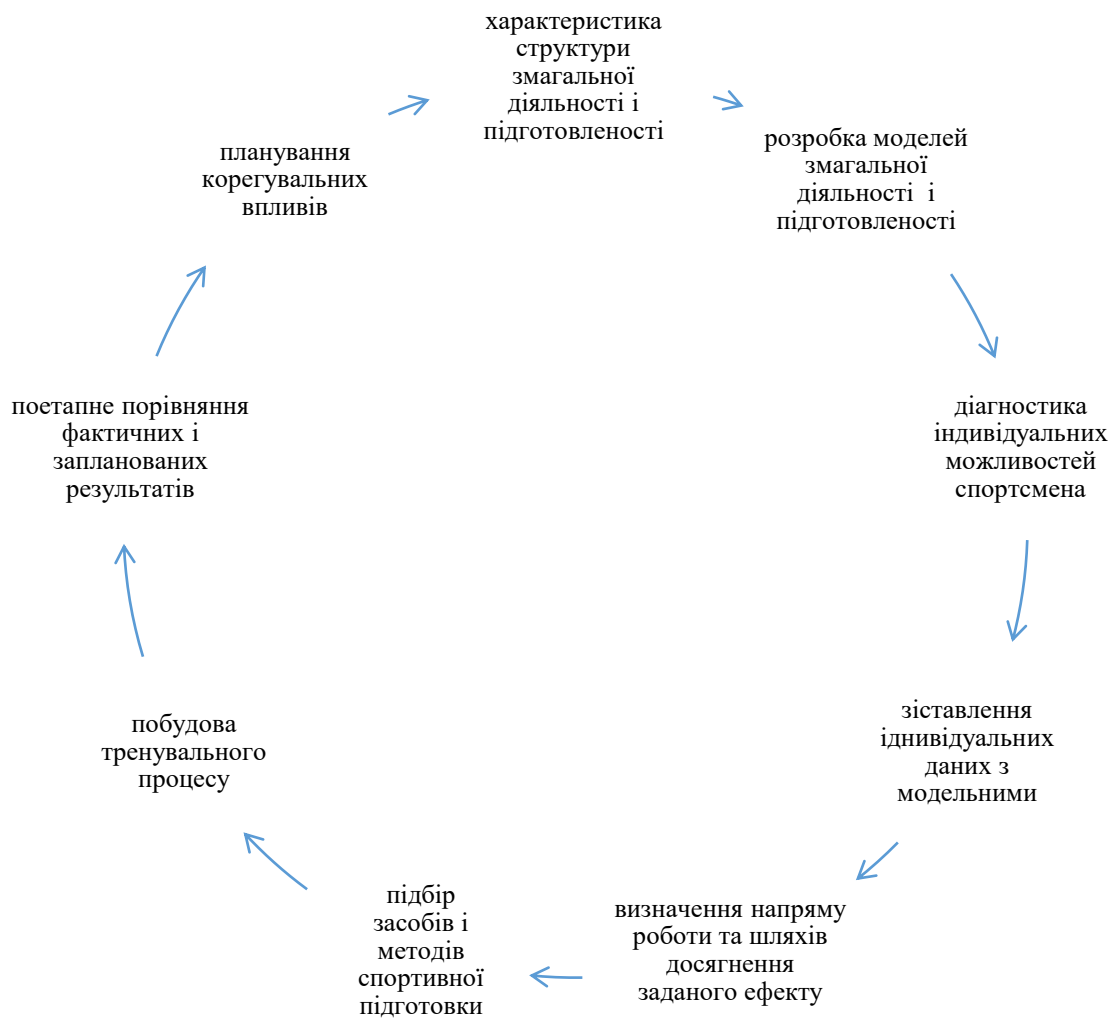 характеристика
структури
змагальної
діяльності і
підготовленості
розробка моделей
змагальної
діяльності і
підготовленості
діагностика
індивідуальних
можливостей
спортсмена
зіставлення
іднивідуальних
даних з
модельними
визначення напряму
роботи та шляхів
досягнення
заданого ефекту
підбір
засобів і
методів
спортивної
підготовки
побудова
тренувального
процесу
поетапне порівняння
фактичних і
запланованих
результатів
планування
корегувальних
впливів